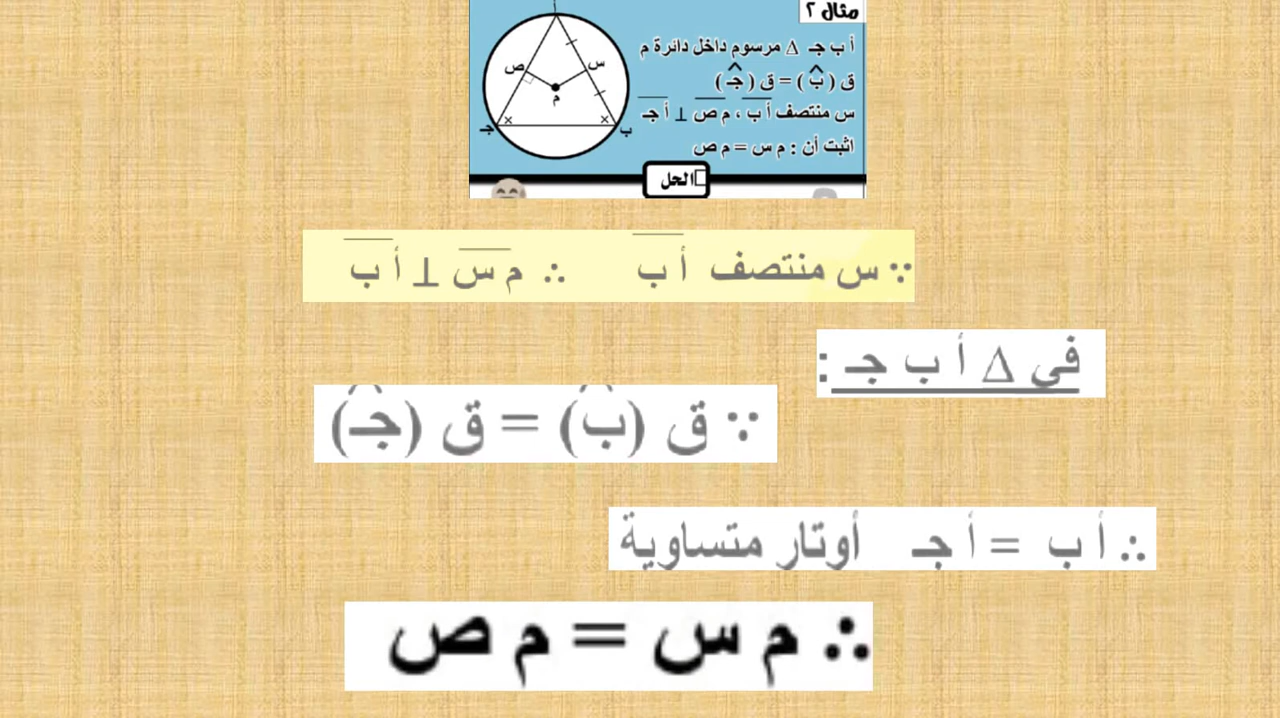 مثال ٢
أ ب جـ Δ مرسوم داخل دائرة م
ق ( ب̂ ) = ق ( جـ̂ )
س منتصف أ ب ، م ص ⊥ أ جـ
اثبت أن : م س = م ص
أ
س
ص
م
ب
جـ
الحل
∵ س منتصف أ ب ∴ م س ⊥ أ ب
في Δ أ ب جـ :
∵ ق (ب̂) = ق (جـ̂)
∴ أ ب = أ جـ أوتار متساوية
∴ م س = م ص